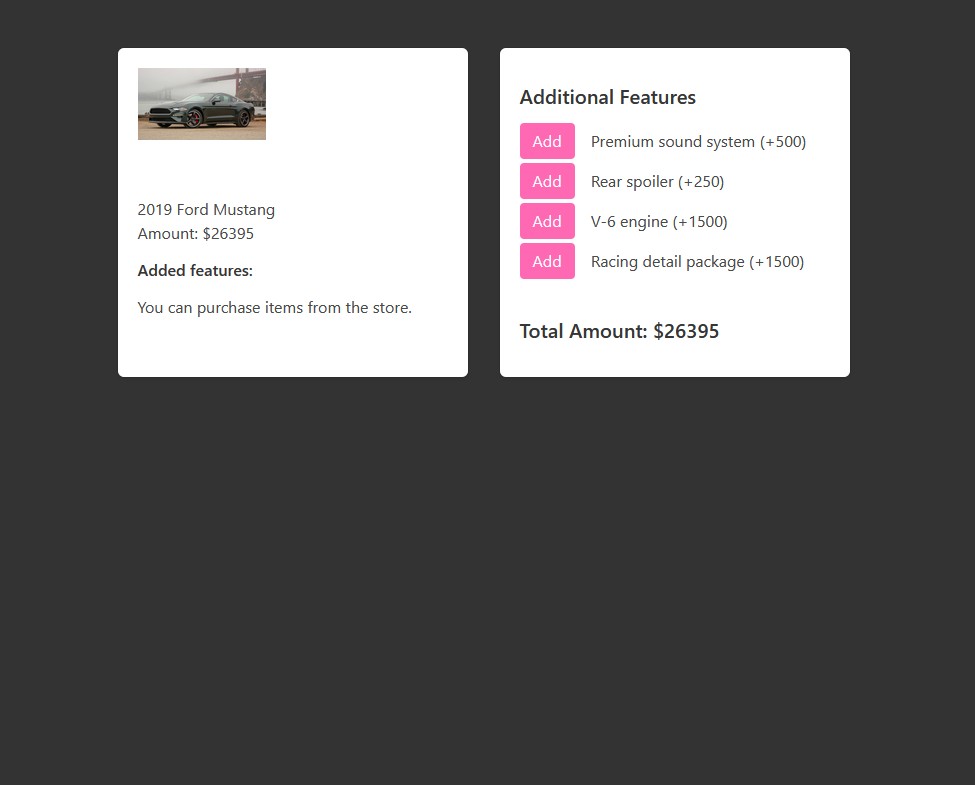 2019 Ford Mustang
Amount: $26395
Added features:
You can purchase items from the store.
Additional Features
Add Premium sound system (+500)
Add Rear spoiler (+250)
Add V-6 engine (+1500)
Add Racing detail package (+1500)
Total Amount: $26395